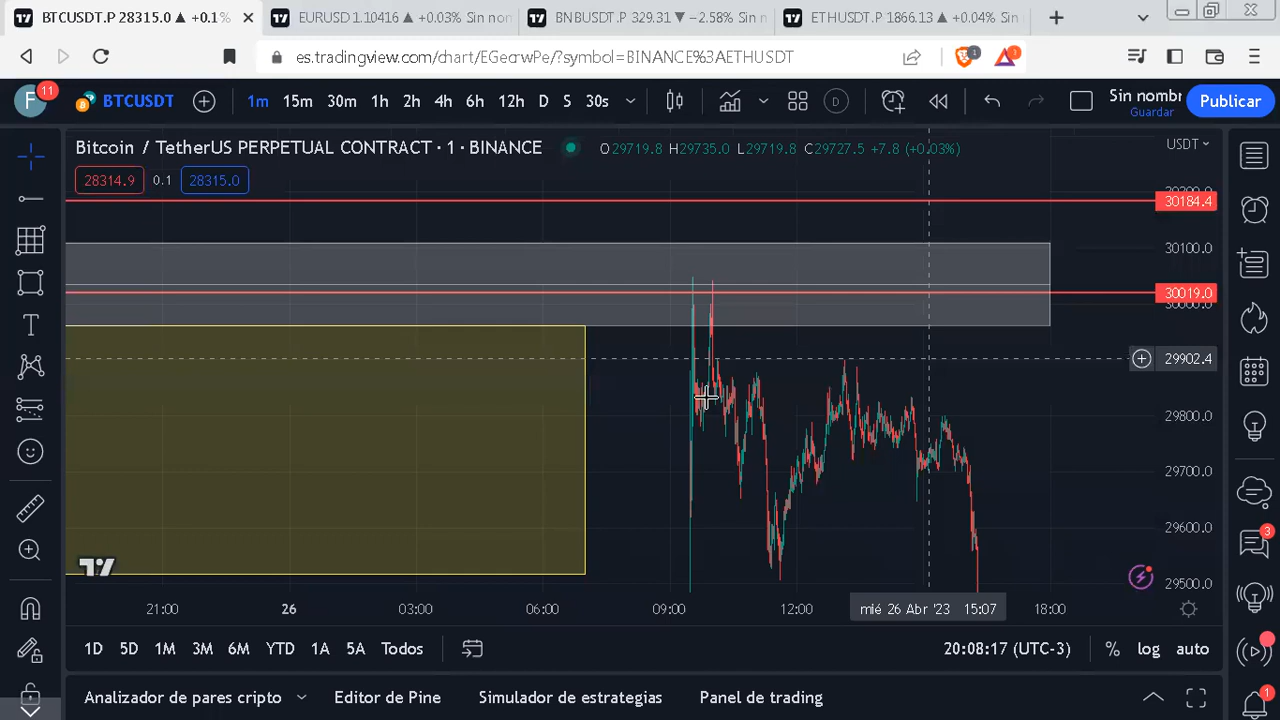 BTCUSDT.P 28315.0 ▲ +0.1%
EURUSD 1.10416 ▲ +0.03% Sin non
BNBUSDT.P 329.31 ▼ −2.58% Sin n
ETHUSDT.P 1866.13 ▲ +0.04% Sin
es.tradingview.com/chart/EGecrwPe/?symbol=BINANCE%3AETHUSDT
1
F
11
BTCUSDT
1m 15m 30m 1h 2h 4h 6h 12h D S 30s
D
Sin nombr
Guardar
Publicar
Bitcoin / TetherUS PERPETUAL CONTRACT · 1 · BINANCE
O29719.8 H29735.0 L29719.8 C29727.5 +7.8 (+0.03%)
USDT
28314.9 0.1 28315.0
30184.4
30100.0
30019.0
29902.4
29800.0
29700.0
29600.0
29500.0
3
1
21:00 26 03:00 06:00 09:00 12:00 mié 26 Abr '23 15:07 18:00
1D 5D 1M 3M 6M YTD 1A 5A Todos
20:08:17 (UTC-3) % log auto
Analizador de pares cripto
Editor de Pine
Simulador de estrategias
Panel de trading